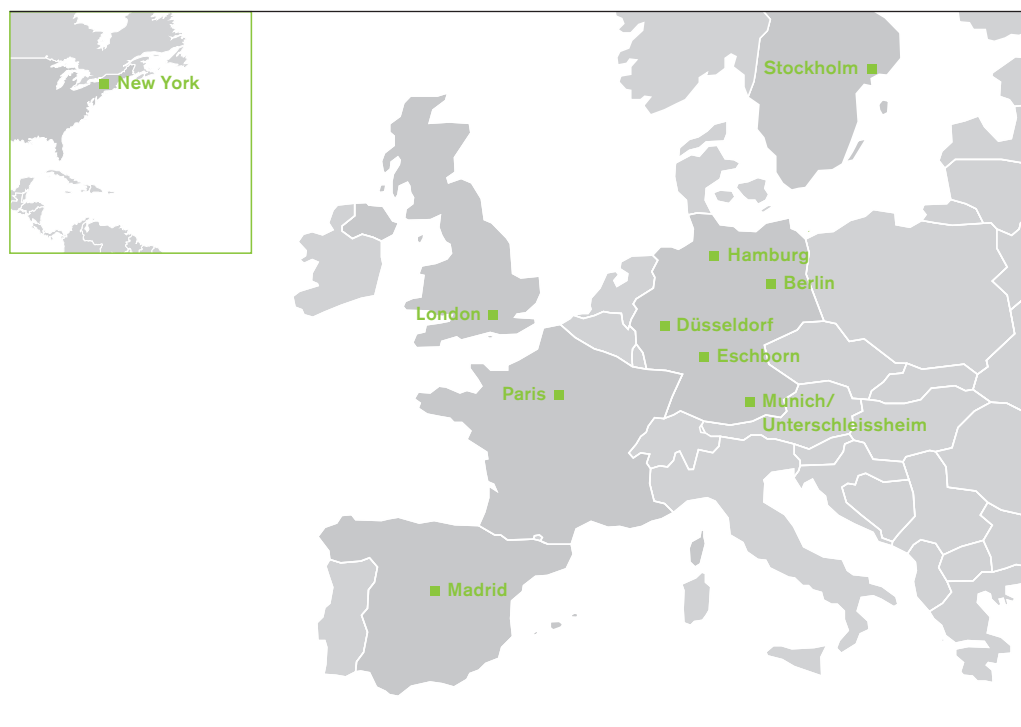 New York
Stockholm
Hamburg
Berlin
London
Düsseldorf
Eschborn
Paris
Munich/
Unterschleissheim
Madrid